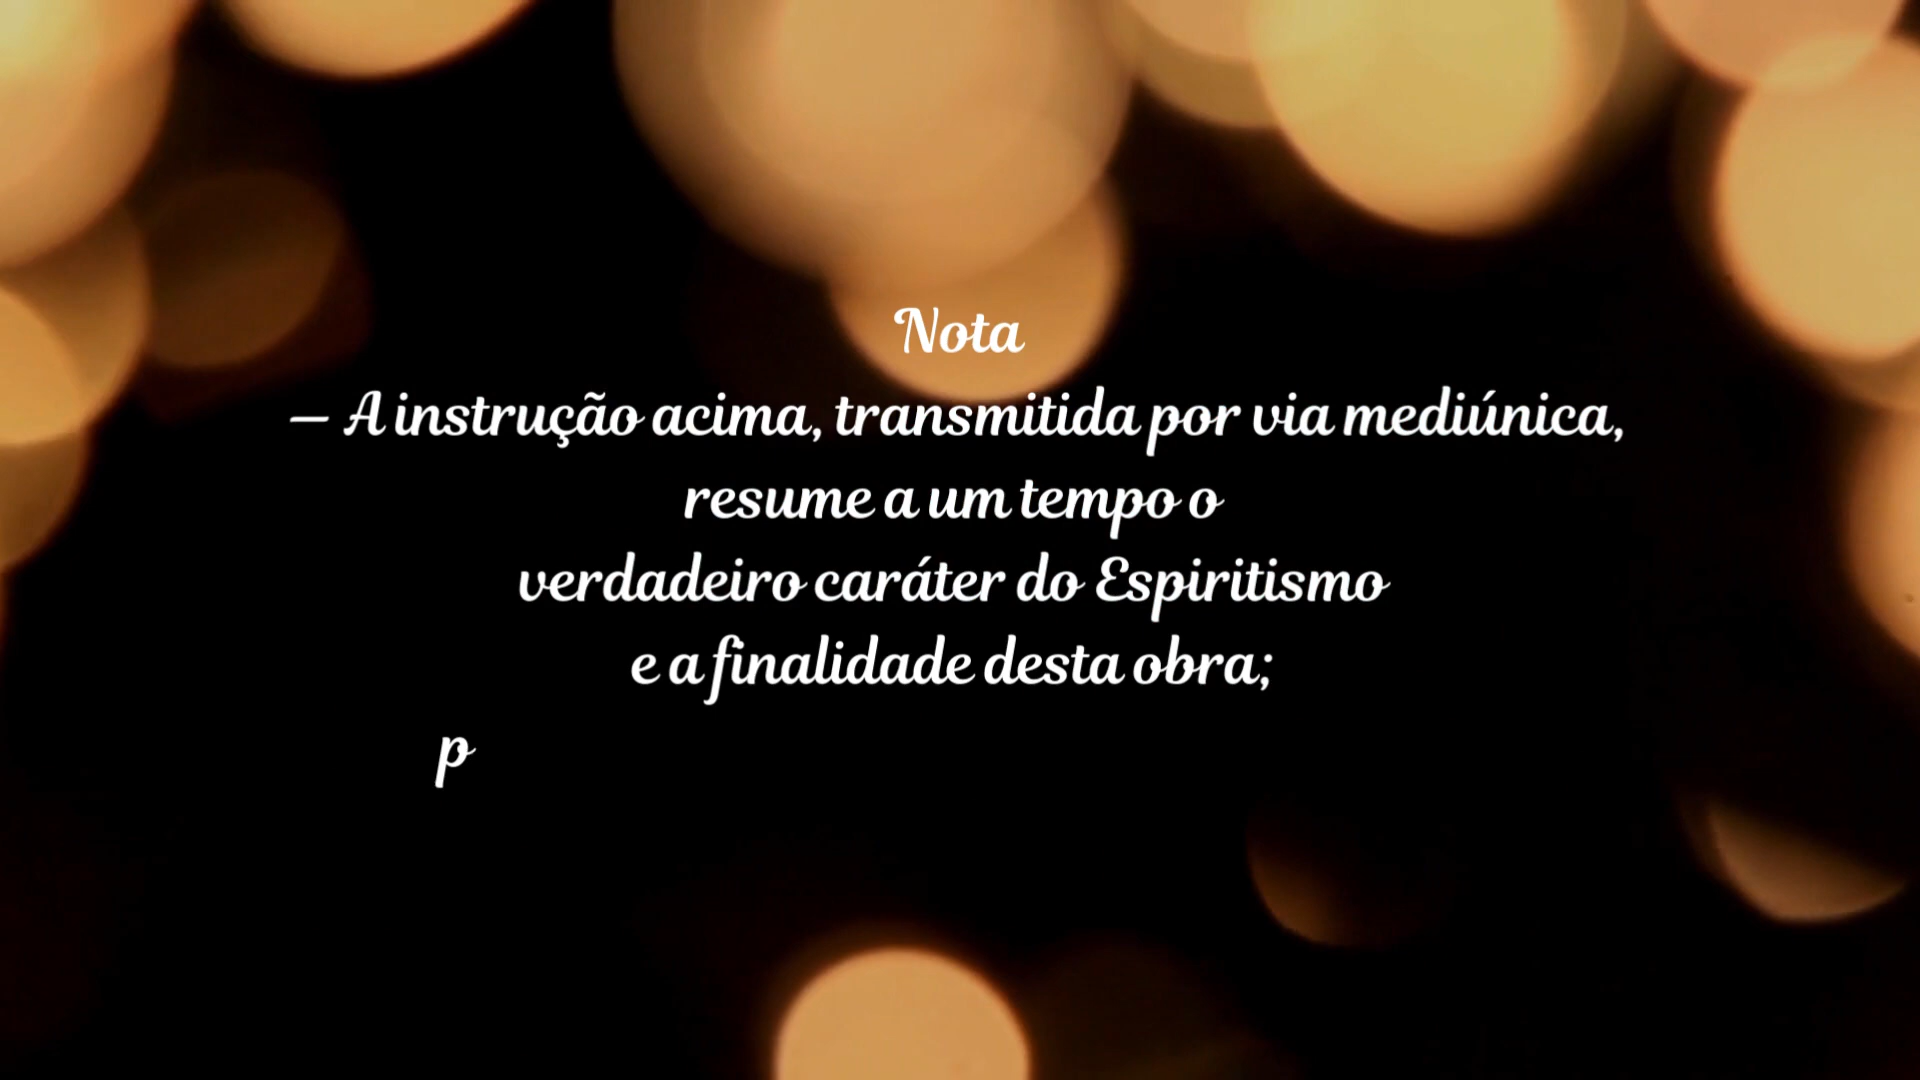 Nota
– A instrução acima, transmitida por via mediúnica,
resume a um tempo o
verdadeiro caráter do Espiritismo
e a finalidade desta obra;
p